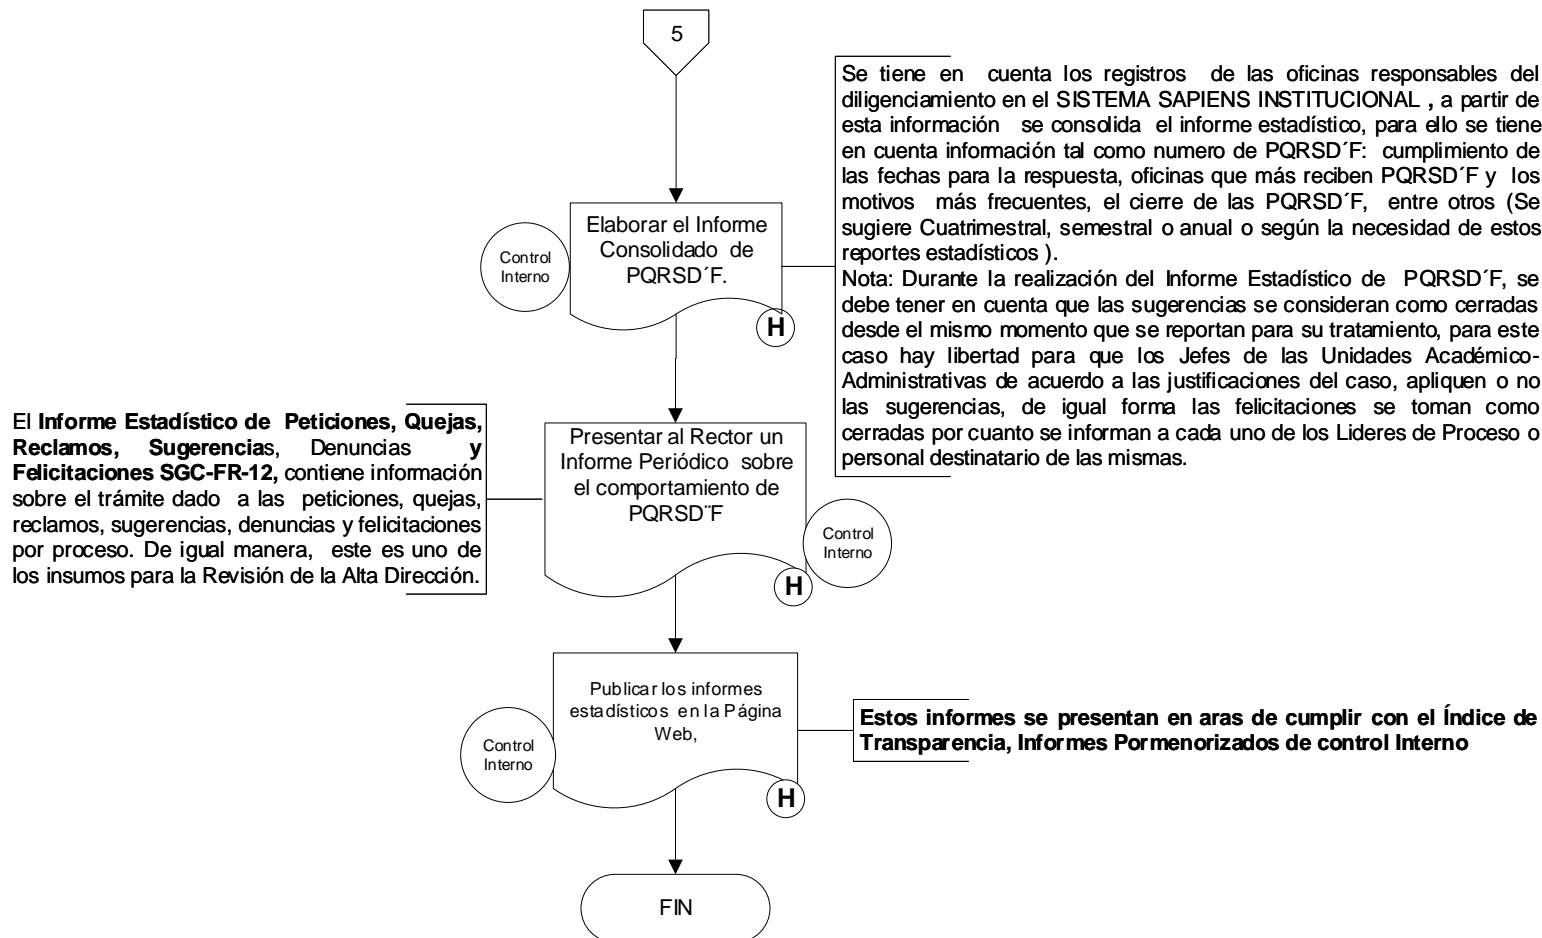 5
Se tiene en cuenta los registros de las oficinas responsables del
diligenciamiento en el SISTEMA SAPIENS INSTITUCIONAL , a partir de
esta información se consolida el informe estadístico, para ello se tiene
en cuenta información tal como numero de PQRSD´F: cumplimiento de
las fechas para la respuesta, oficinas que más reciben PQRSD´F y los
motivos más frecuentes, el cierre de las PQRSD´F, entre otros (Se
sugiere Cuatrimestral, semestral o anual o según la necesidad de estos
reportes estadísticos ).
Nota: Durante la realización del Informe Estadístico de PQRSD´F, se
debe tener en cuenta que las sugerencias se consideran como cerradas
desde el mismo momento que se reportan para su tratamiento, para este
caso hay libertad para que los Jefes de las Unidades Académico-
Administrativas de acuerdo a las justificaciones del caso, apliquen o no
las sugerencias, de igual forma las felicitaciones se toman como
cerradas por cuanto se informan a cada uno de los Lideres de Proceso o
personal destinatario de las mismas.
Control
Interno
Elaborar el Informe
Consolidado de
PQRSD´F.
H
El Informe Estadístico de Peticiones, Quejas,
Reclamos, Sugerencias, Denuncias y
Felicitaciones SGC-FR-12, contiene información
sobre el trámite dado a las peticiones, quejas,
reclamos, sugerencias, denuncias y felicitaciones
por proceso. De igual manera, este es uno de
los insumos para la Revisión de la Alta Dirección.
Presentar al Rector un
Informe Periódico sobre
el comportamiento de
PQRSD¨F
Control
Interno
H
Control
Interno
Publicar los informes
estadísticos en la Página
Web,
H
Estos informes se presentan en aras de cumplir con el Índice de
Transparencia, Informes Pormenorizados de control Interno
FIN